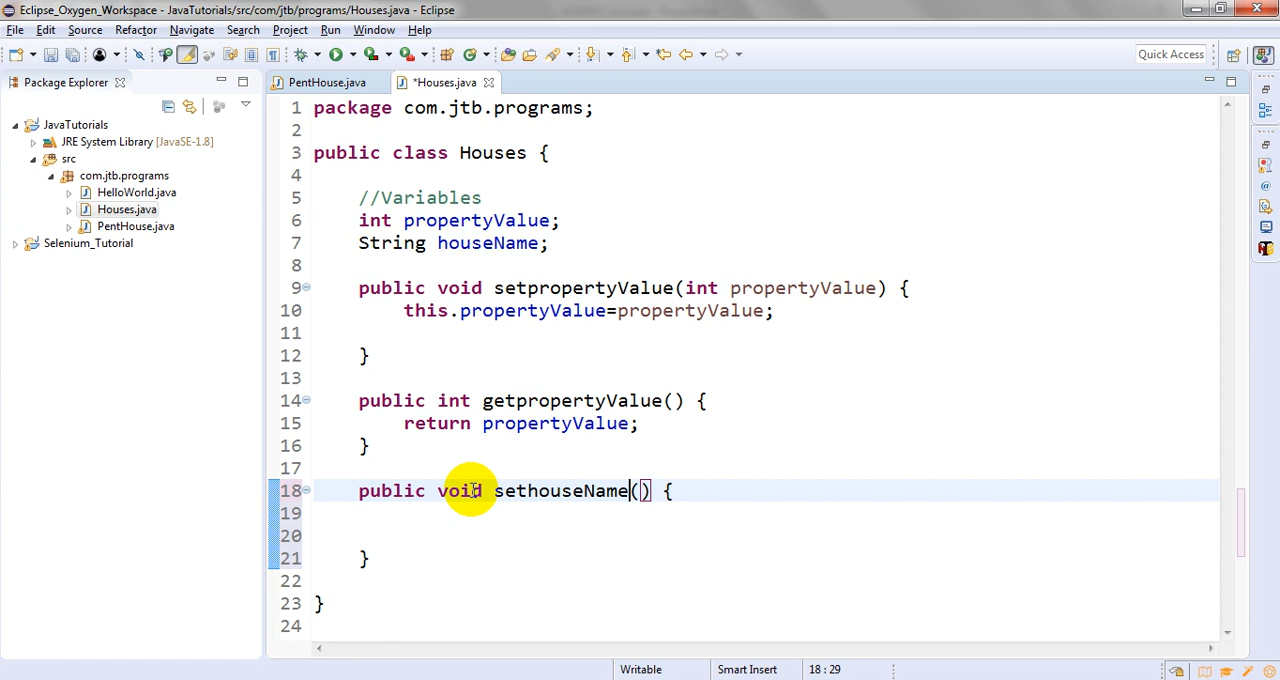 Eclipse_Oxygen_Workspace - JavaTutorials/src/com/jtb/programs/Houses.java - Eclipse
File Edit Source Refactor Navigate Search Project Run Window Help
Quick Access
Package Explorer
PentHouse.java
*Houses.java
JavaTutorials
JRE System Library [JavaSE-1.8]
src
com.jtb.programs
HelloWorld.java
Houses.java
PentHouse.java
Selenium_Tutorial
1 package com.jtb.programs;
2
3 public class Houses {
4
5 //Variables
6 int propertyValue;
7 String houseName;
8
9 public void setpropertyValue(int propertyValue) {
10 this.propertyValue=propertyValue;
11
12 }
13
14 public int getpropertyValue() {
15 return propertyValue;
16 }
17
18 public void sethouseName() {
19
20
21 }
22
23 }
24
Writable Smart Insert 18 : 29